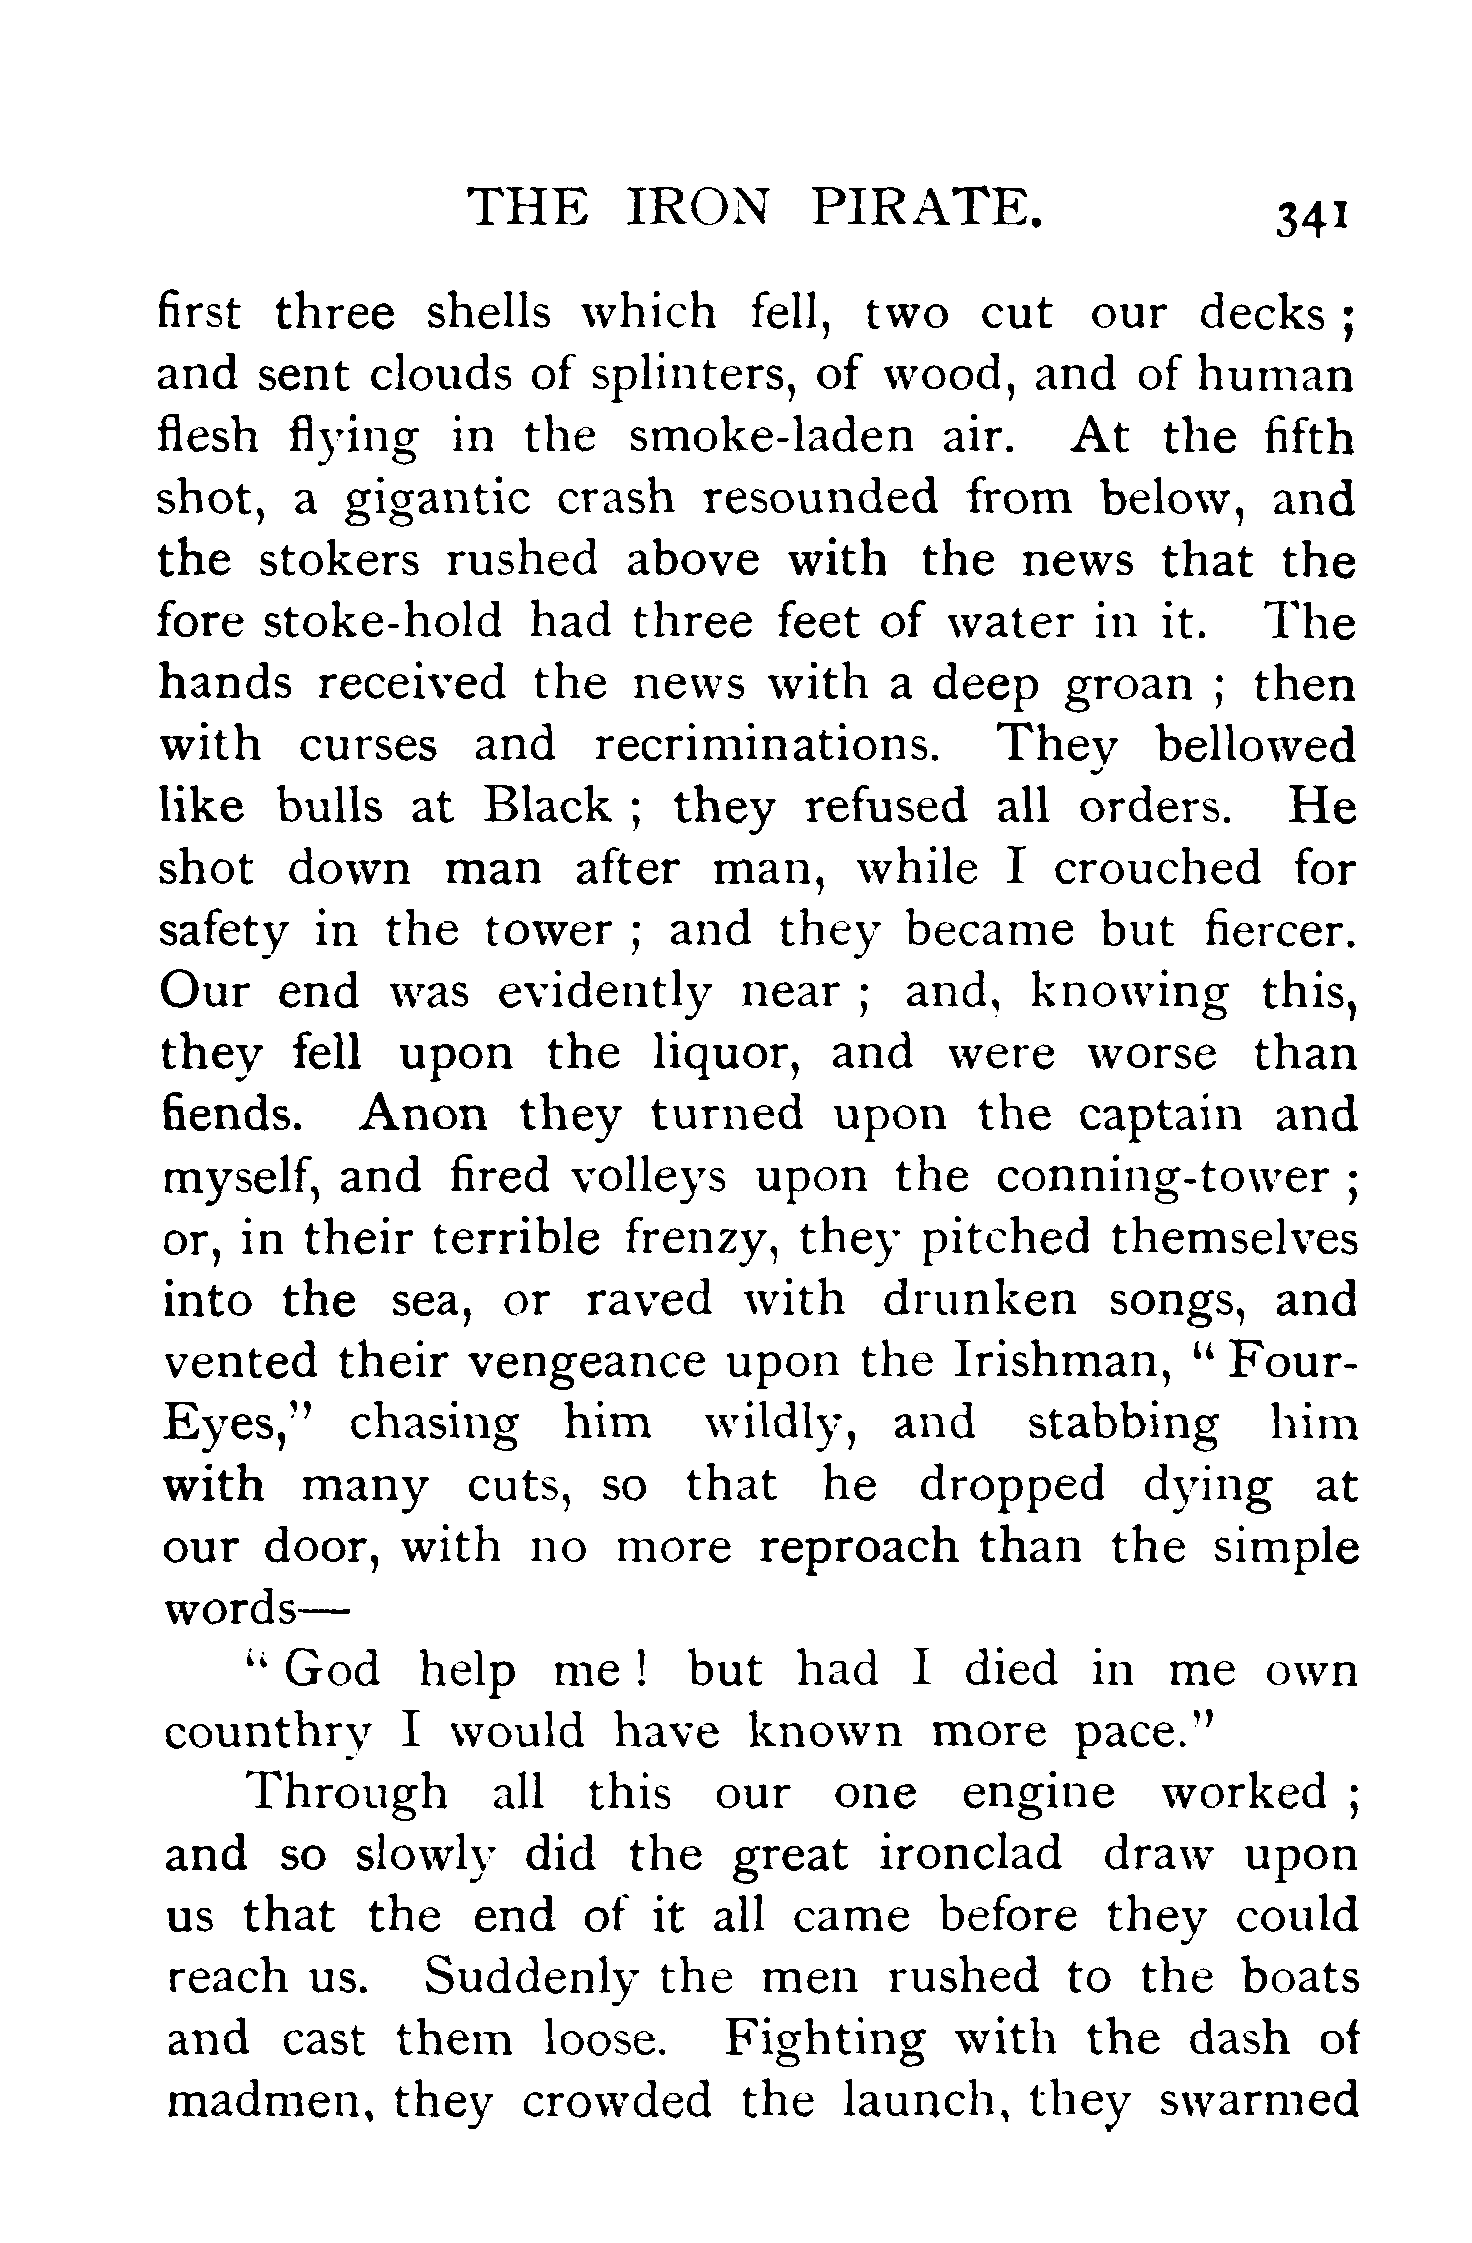 THE IRON PIRATE. 341
first three shells which fell, two cut our decks ;
and sent clouds of splinters, of wood, and of human
flesh flying in the smoke-laden air. At the fifth
shot, a gigantic crash resounded from below, and
the stokers rushed above with the news that the
fore stoke-hold had three feet of water in it. The
hands received the news with a deep groan ; then
with curses and recriminations. They bellowed
like bulls at Black ; they refused all orders. He
shot down man after man, while I crouched for
safety in the tower ; and they became but fiercer.
Our end was evidently near ; and, knowing this,
they fell upon the liquor, and were worse than
fiends. Anon they turned upon the captain and
myself, and fired volleys upon the conning-tower ;
or, in their terrible frenzy, they pitched themselves
into the sea, or raved with drunken songs, and
vented their vengeance upon the Irishman, “ Four-
Eyes,” chasing him wildly, and stabbing him
with many cuts, so that he dropped dying at
our door, with no more reproach than the simple
words—
“ God help me ! but had I died in me own
counthry I would have known more pace.”
Through all this our one engine worked ;
and so slowly did the great ironclad draw upon
us that the end of it all came before they could
reach us. Suddenly the men rushed to the boats
and cast them loose. Fighting with the dash of
madmen, they crowded the launch, they swarmed